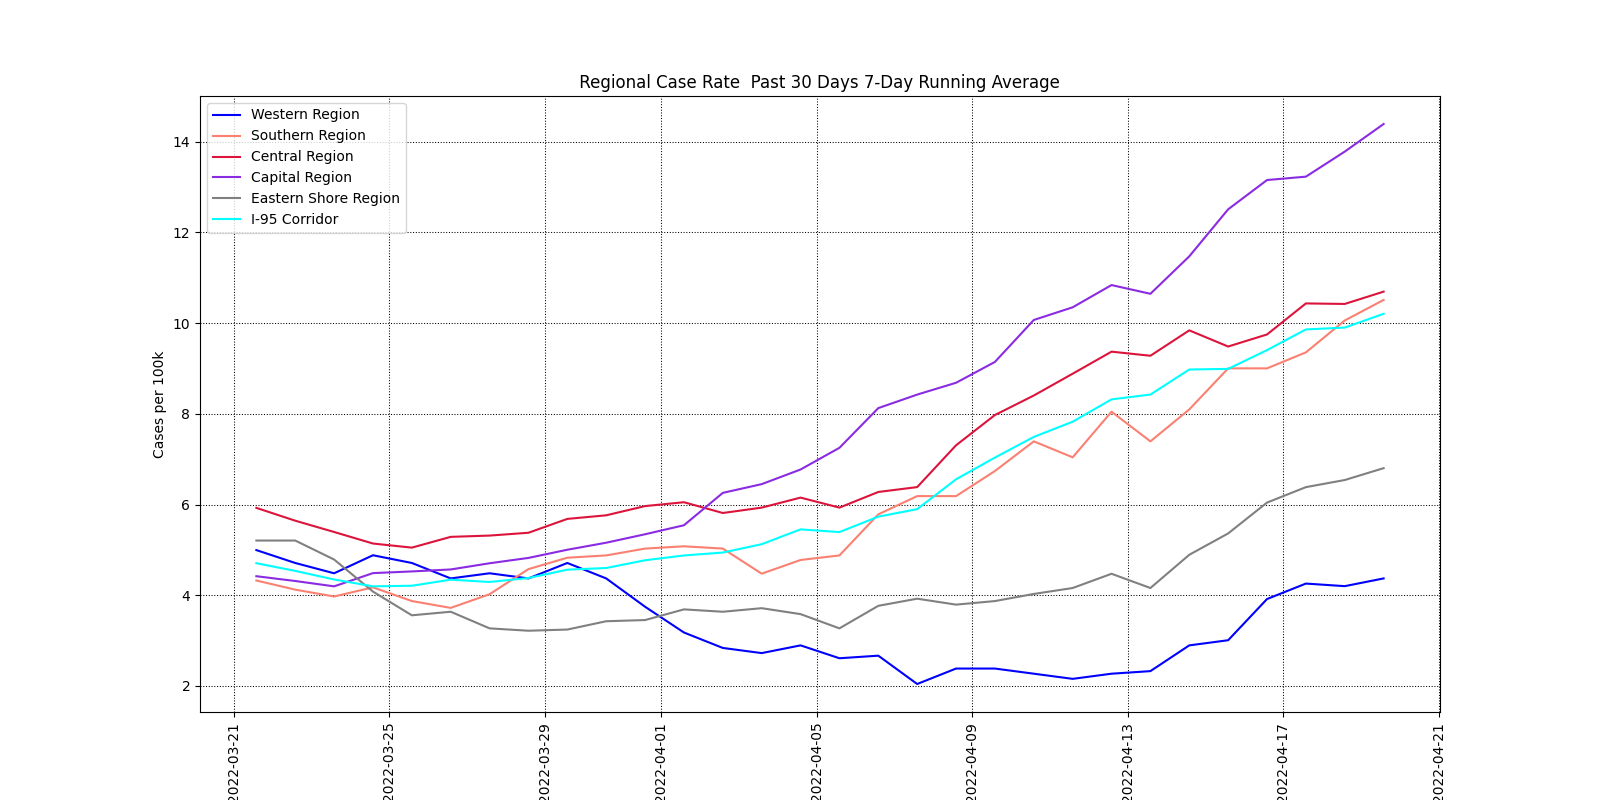 Regional Case Rate  Past 30 Days 7-Day Running Average
Western Region
Southern Region
Central Region
Capital Region
Eastern Shore Region
I-95 Corridor
Cases per 100k
14
12
10
8
6
4
2
2022-03-21
2022-03-25
2022-03-29
2022-04-01
2022-04-05
2022-04-09
2022-04-13
2022-04-17
2022-04-21